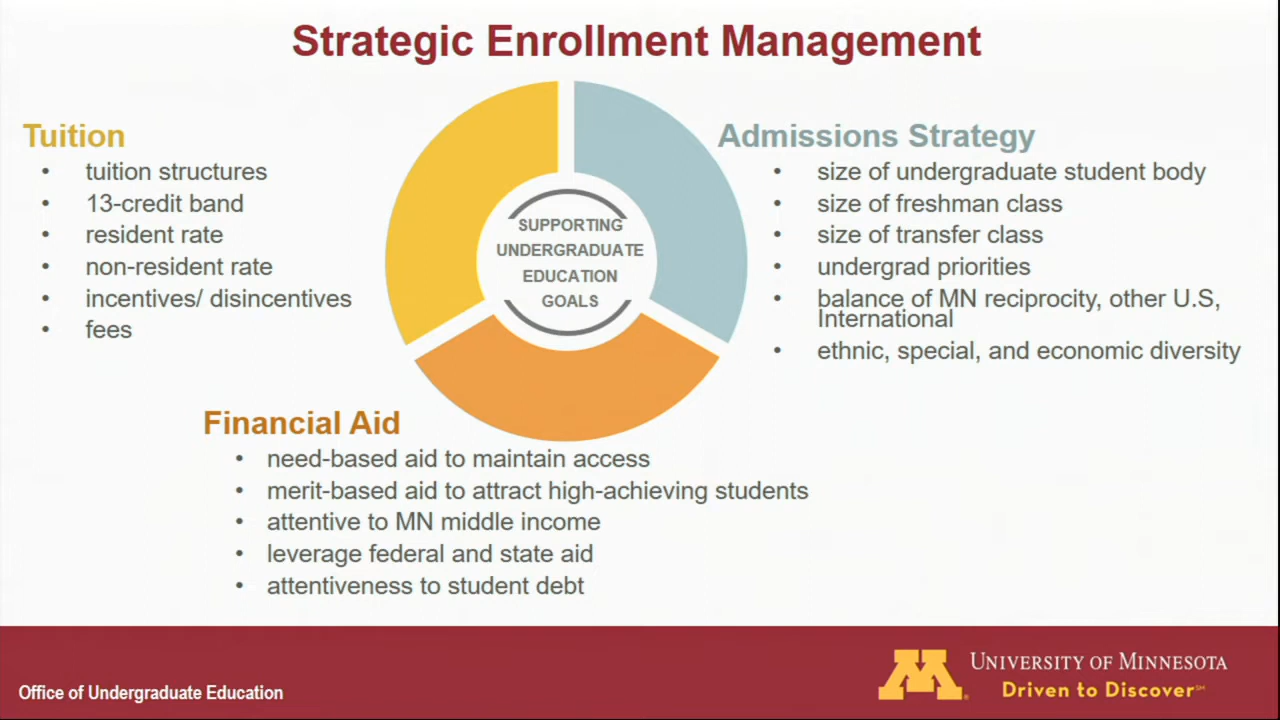 Strategic Enrollment Management
Tuition
• tuition structures
• 13-credit band
• resident rate
• non-resident rate
• incentives/ disincentives
• fees
SUPPORTING
UNDERGRADUATE
EDUCATION
GOALS
Admissions Strategy
• size of undergraduate student body
• size of freshman class
• size of transfer class
• undergrad priorities
• balance of MN reciprocity, other U.S,
International
• ethnic, special, and economic diversity
Financial Aid
• need-based aid to maintain access
• merit-based aid to attract high-achieving students
• attentive to MN middle income
• leverage federal and state aid
• attentiveness to student debt
Office of Undergraduate Education
M®
UNIVERSITY OF MINNESOTA
Driven to Discover℠